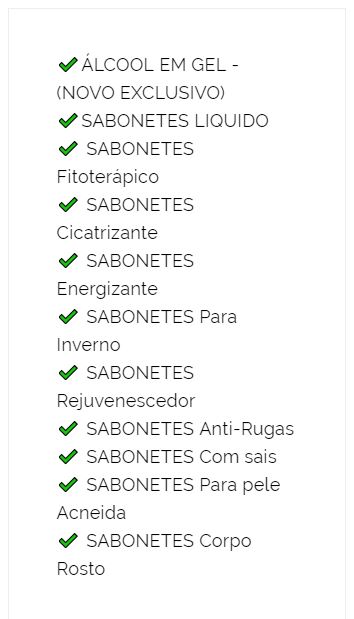 ✔ÁLCOOL EM GEL -
(NOVO EXCLUSIVO)
✔SABONETES LIQUIDO
✔ SABONETES
Fitoterápico
✔ SABONETES
Cicatrizante
✔ SABONETES
Energizante
✔ SABONETES Para
Inverno
✔ SABONETES
Rejuvenescedor
✔ SABONETES Anti-Rugas
✔ SABONETES Com sais
✔ SABONETES Para pele
Acneida
✔ SABONETES Corpo
Rosto